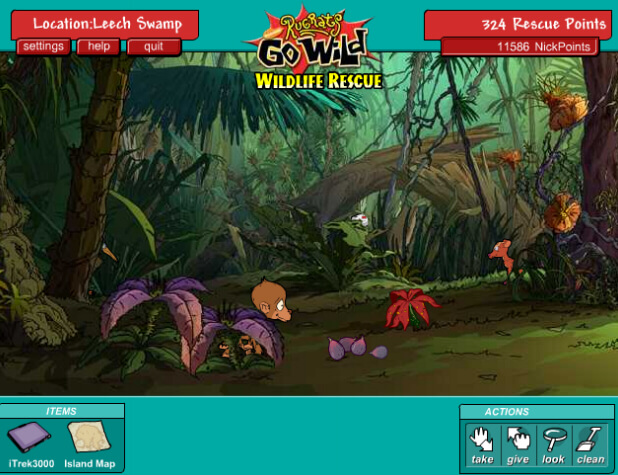 Location:Leech Swamp
settings
help
quit
Rugrats
Go Wild
WILDLIFE RESCUE
324 Rescue Points
11586 NickPoints
ITEMS
iTrek3000
Island Map
ACTIONS
take
give
look
clean